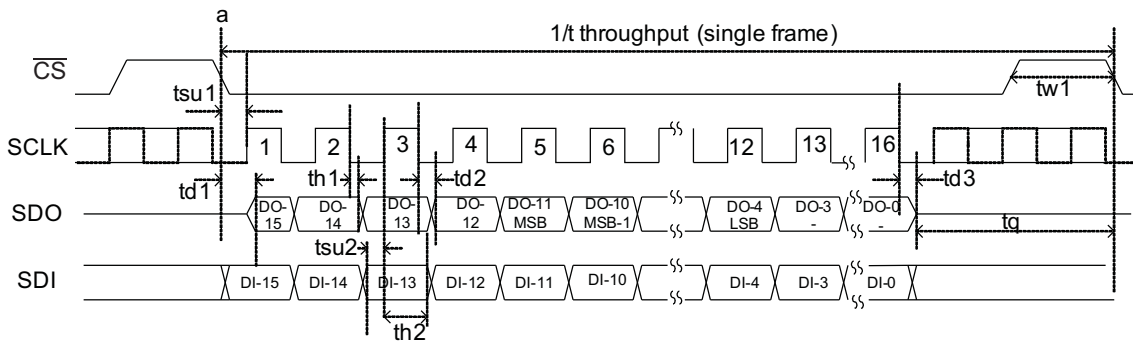 a
1/t throughput (single frame)
CS
tsu1
tw1
SCLK
1 2 3 4 5 6 12 13 16
td1
th1
td2
td3
SDO
DO-15
DO-14
DO-13
DO-12
DO-11 MSB
DO-10 MSB-1
DO-4 LSB
DO-3 -
DO-0 -
tsu2
tq
SDI
DI-15 DI-14 DI-13 DI-12 DI-11 DI-10 DI-4 DI-3 DI-0
th2